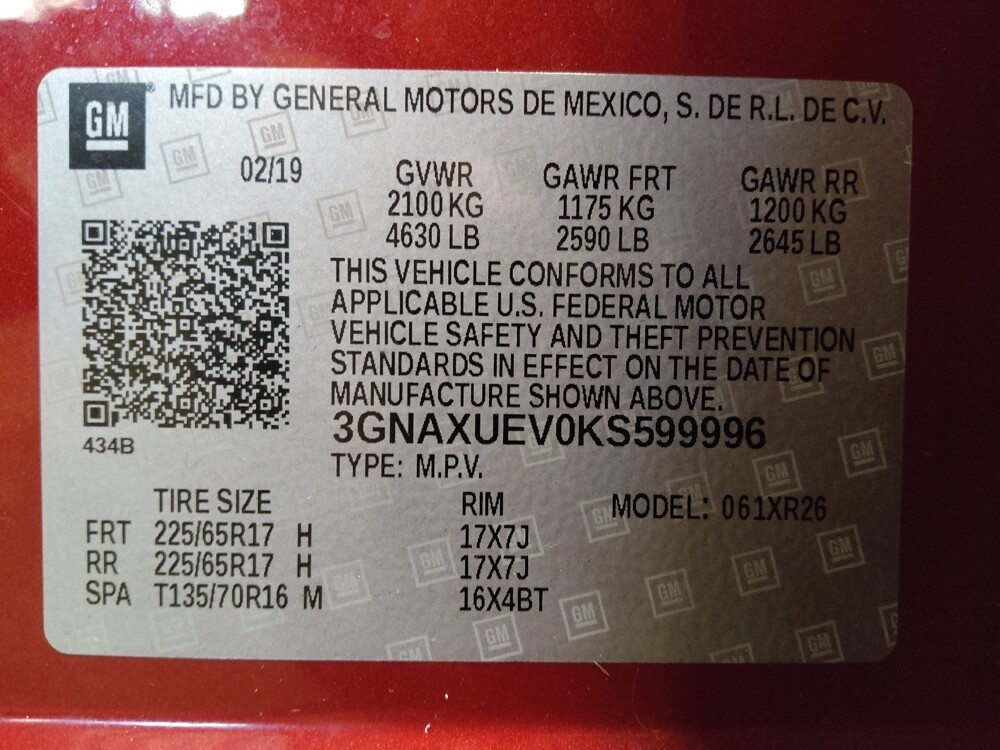 GM® MFD BY GENERAL MOTORS DE MEXICO, S. DE R.L. DE C.V.
02/19 GVWR GAWR FRT GAWR RR
2100 KG 1175 KG 1200 KG
4630 LB 2590 LB 2645 LB
THIS VEHICLE CONFORMS TO ALL
APPLICABLE U.S. FEDERAL MOTOR
VEHICLE SAFETY AND THEFT PREVENTION
STANDARDS IN EFFECT ON THE DATE OF
MANUFACTURE SHOWN ABOVE.
434B
3GNAXUEV0KS599996
TYPE: M.P.V.
TIRE SIZE RIM MODEL: 061XR26
FRT 225/65R17 H 17X7J
RR 225/65R17 H 17X7J
SPA T135/70R16 M 16X4BT